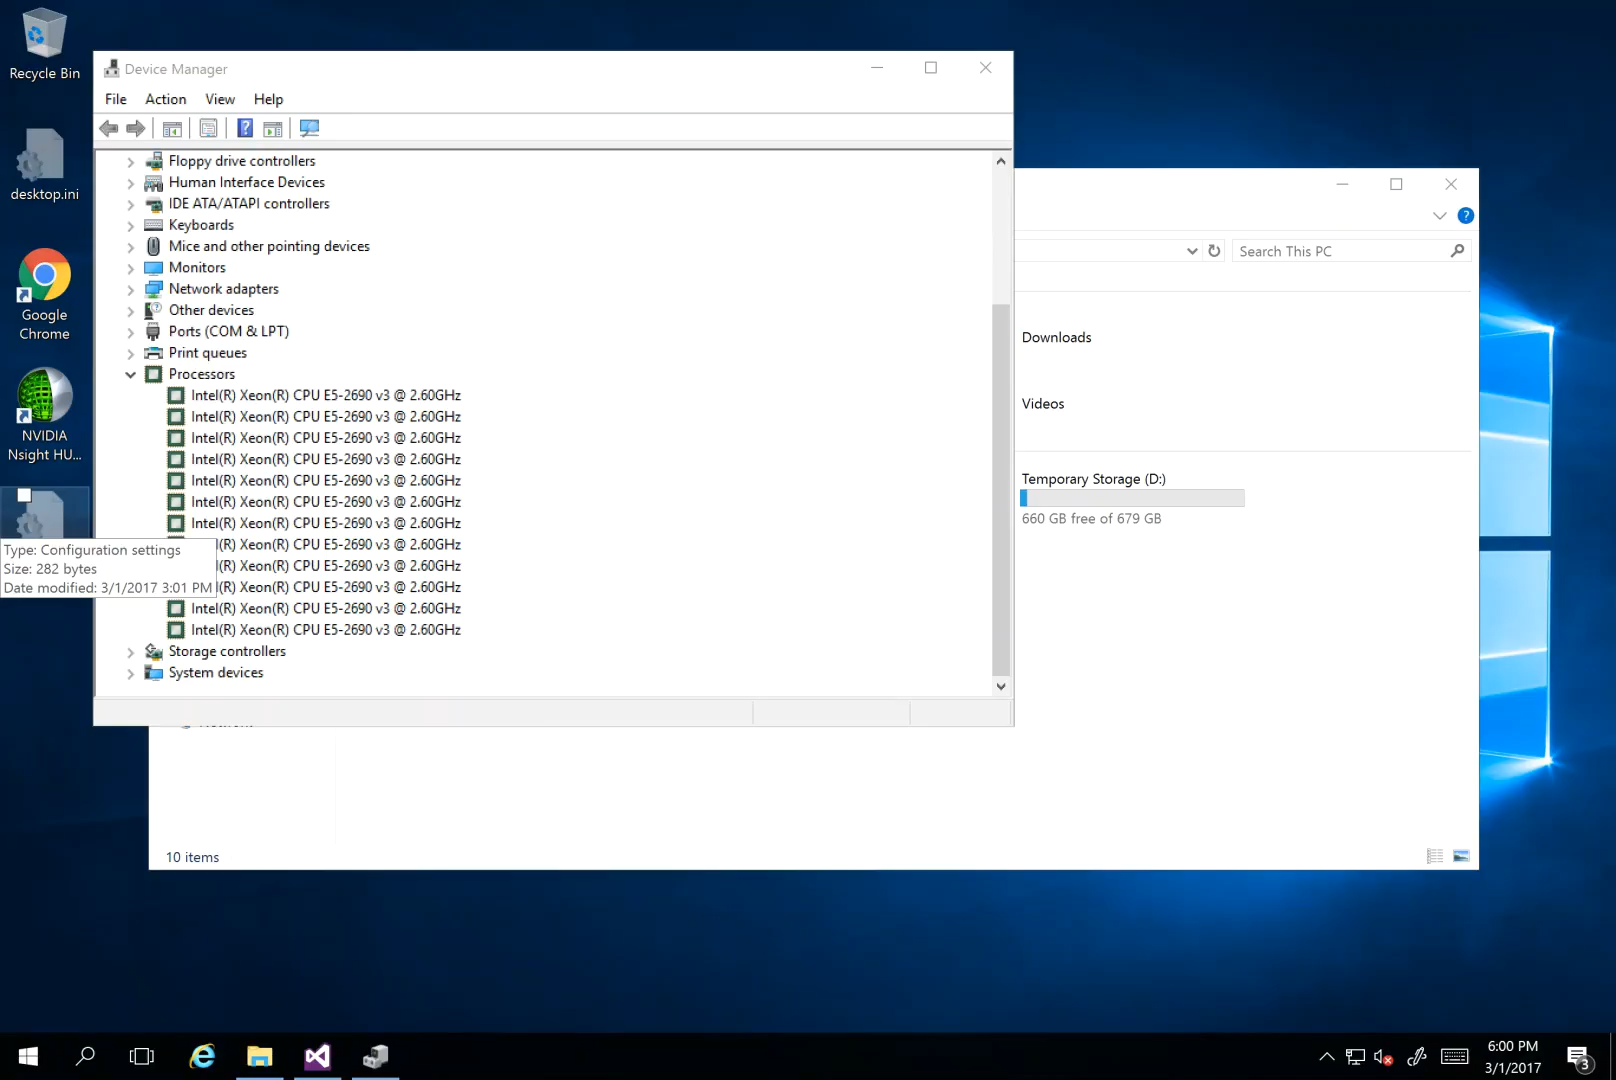 Recycle Bin
desktop.ini
Google
Chrome
NVIDIA
Nsight HU...
Type: Configuration settings
Size: 282 bytes
Date modified: 3/1/2017 3:01 PM
Device Manager
File Action View Help
Floppy drive controllers
Human Interface Devices
IDE ATA/ATAPI controllers
Keyboards
Mice and other pointing devices
Monitors
Network adapters
Other devices
Ports (COM & LPT)
Print queues
Processors
Intel(R) Xeon(R) CPU E5-2690 v3 @ 2.60GHz
Intel(R) Xeon(R) CPU E5-2690 v3 @ 2.60GHz
Intel(R) Xeon(R) CPU E5-2690 v3 @ 2.60GHz
Intel(R) Xeon(R) CPU E5-2690 v3 @ 2.60GHz
Intel(R) Xeon(R) CPU E5-2690 v3 @ 2.60GHz
Intel(R) Xeon(R) CPU E5-2690 v3 @ 2.60GHz
Intel(R) Xeon(R) CPU E5-2690 v3 @ 2.60GHz
l(R) Xeon(R) CPU E5-2690 v3 @ 2.60GHz
l(R) Xeon(R) CPU E5-2690 v3 @ 2.60GHz
l(R) Xeon(R) CPU E5-2690 v3 @ 2.60GHz
Intel(R) Xeon(R) CPU E5-2690 v3 @ 2.60GHz
Intel(R) Xeon(R) CPU E5-2690 v3 @ 2.60GHz
Storage controllers
System devices
Search This PC
Downloads
Videos
Temporary Storage (D:)
660 GB free of 679 GB
10 items
6:00 PM
3/1/2017
3